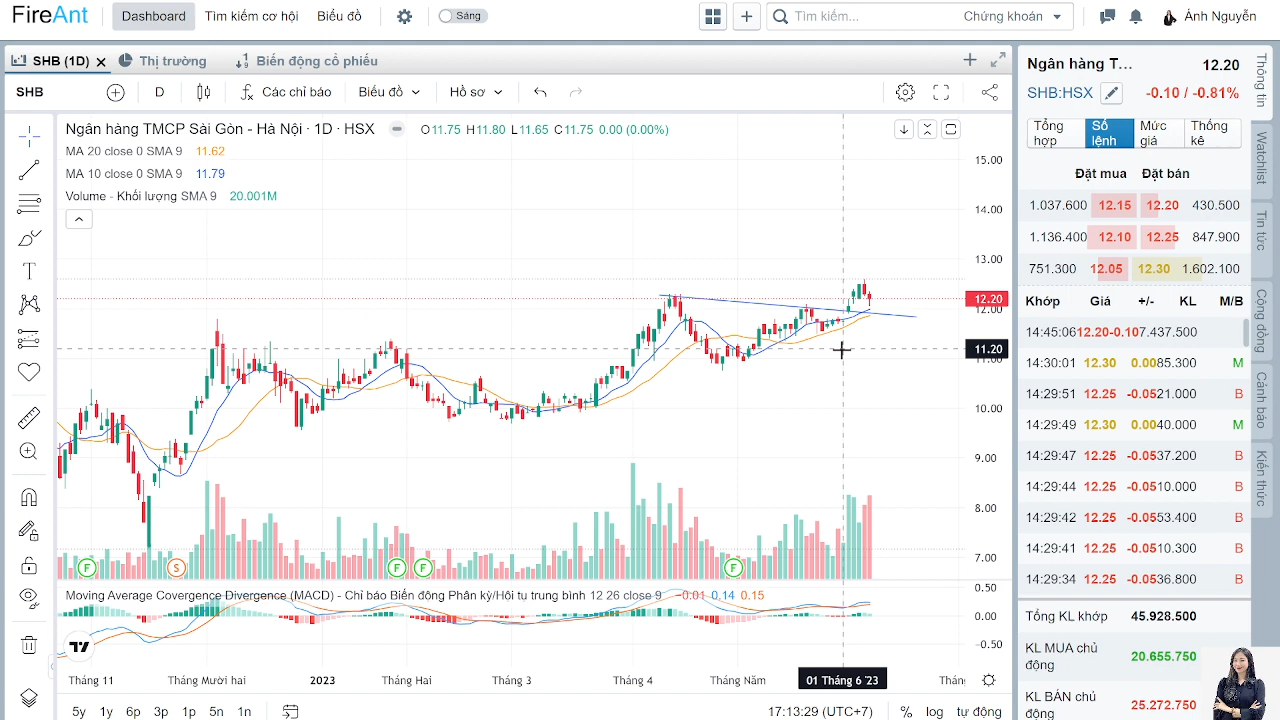 FireAnt Dashboard Tìm kiếm cơ hội Biểu đồ Sáng Tìm kiếm... Chứng khoán Ánh Nguyễn
SHB (1D) Thị trường Biến động cổ phiếu
SHB D Các chỉ báo Biểu đồ Hồ sơ
Ngân hàng TMCP Sài Gòn - Hà Nội · 1D · HSX O11.75 H11.80 L11.65 C11.75 0.00 (0.00%)
MA 20 close 0 SMA 9 11.62
MA 10 close 0 SMA 9 11.79
Volume - Khối lượng SMA 9 20.001M
15.00
14.00
13.00
12.20
12.00
11.20
11.00
10.00
9.00
8.00
7.00
F S F F F
Moving Average Covergence Divergence (MACD) - Chỉ báo Biến động Phân kỳ/Hội tụ trung bình 12 26 close 9 −0.01 0.14 0.15
0.50
0.00
−0.50
Tháng 11 Tháng Mười hai 2023 Tháng Hai Tháng 3 Tháng 4 Tháng Năm 01 Tháng 6 '23 Thán
5y 1y 6p 3p 1p 5n 1n 17:13:29 (UTC+7) % log tự động
Ngân hàng T... 12.20
SHB:HSX -0.10 / -0.81%
Tổng hợp Số lệnh Mức giá Thống kê
Đặt mua Đặt bán
1.037.600 12.15 12.20 430.500
1.136.400 12.10 12.25 847.900
751.300 12.05 12.30 1.602.100
Khớp Giá +/- KL M/B
14:45:06 12.20 -0.10 7.437.500
14:30:01 12.30 0.00 85.300 M
14:29:51 12.25 -0.05 21.000 B
14:29:49 12.30 0.00 40.000 M
14:29:47 12.25 -0.05 37.200 B
14:29:44 12.25 -0.05 10.000 B
14:29:42 12.25 -0.05 53.400 B
14:29:41 12.25 -0.05 10.300 B
14:29:34 12.25 -0.05 36.800 B
Tổng KL khớp 45.928.500
KL MUA chủ động 20.655.750
KL BÁN chủ động 25.272.750
Thông tin
Watchlist
Tin tức
Cộng đồng
Cảnh báo
Kiến thức